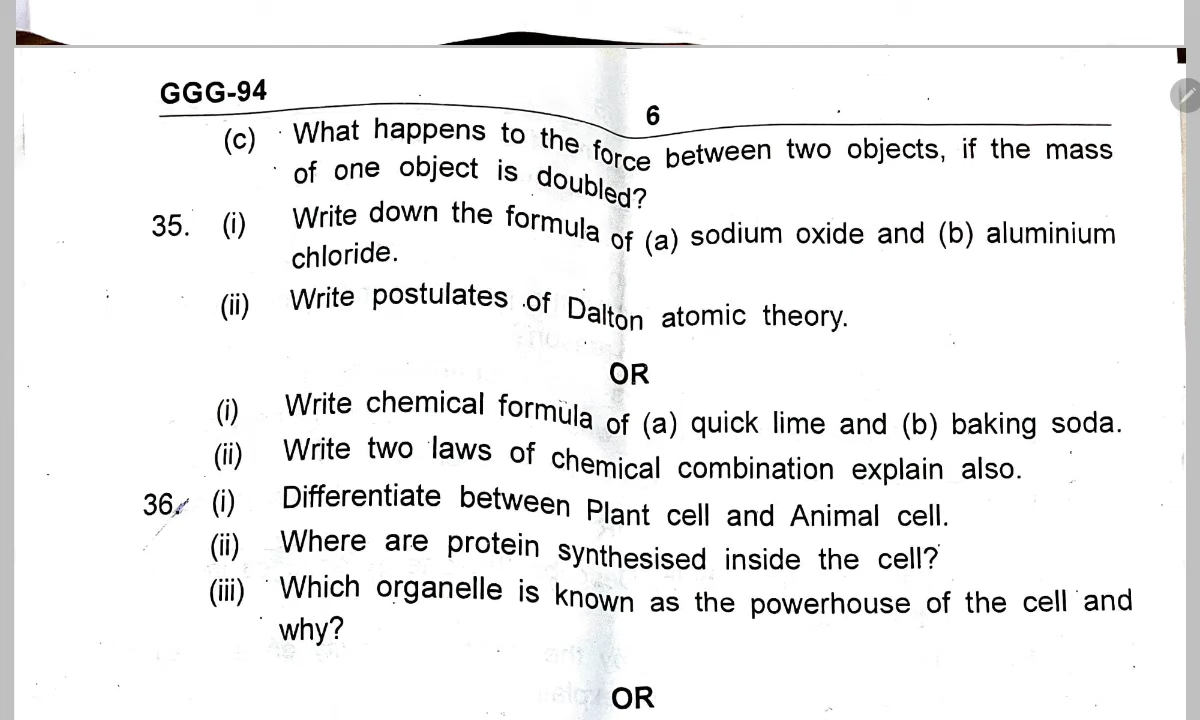 GGG-94
6
(c) What happens to the force between two objects, if the mass
of one object is doubled?
35. (i) Write down the formula of (a) sodium oxide and (b) aluminium
chloride.
(ii) Write postulates of Dalton atomic theory.
OR
(i) Write chemical formula of (a) quick lime and (b) baking soda.
(ii) Write two laws of chemical combination explain also.
36. (i) Differentiate between Plant cell and Animal cell.
(ii) Where are protein synthesised inside the cell?
(iii) Which organelle is known as the powerhouse of the cell and
why?
OR